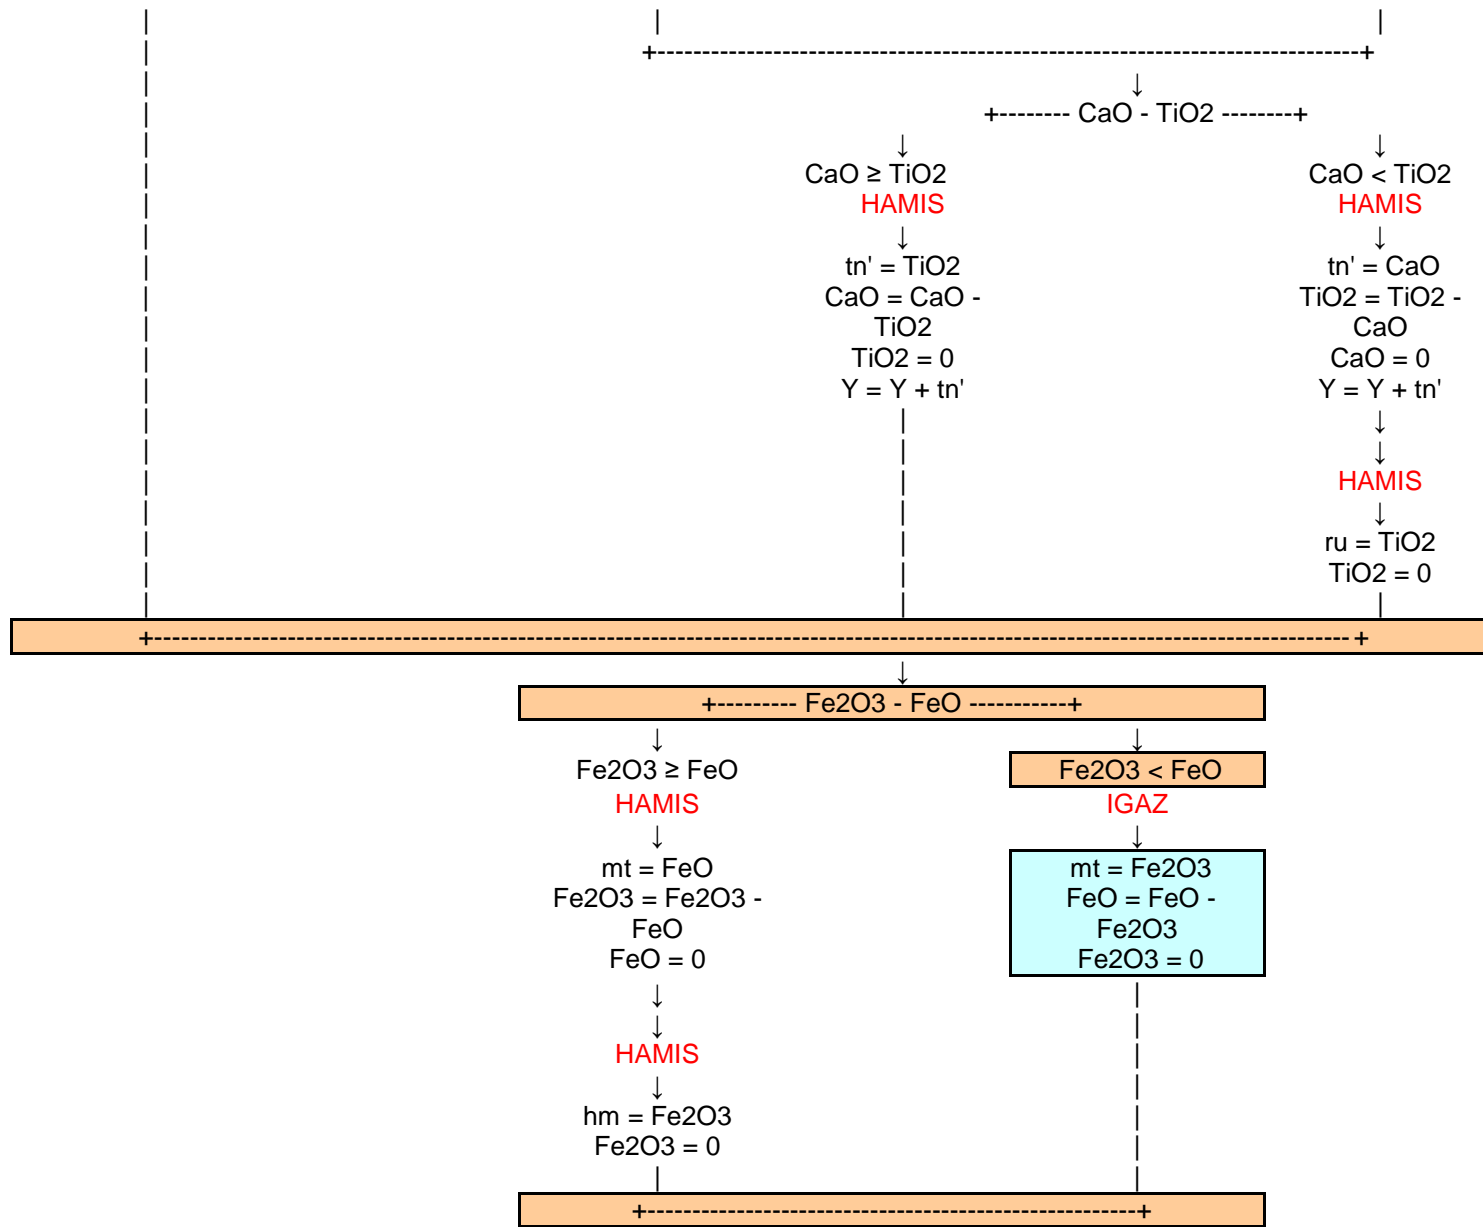 +-------------------------------------------------------------------------------+
↓
+-------- CaO - TiO2 --------+
↓ ↓
CaO ≥ TiO2 CaO < TiO2
HAMIS HAMIS
↓ ↓
tn' = TiO2 tn' = CaO
CaO = CaO - TiO2 = TiO2 -
TiO2 CaO
TiO2 = 0 CaO = 0
Y = Y + tn' Y = Y + tn'
↓
↓
HAMIS
↓
ru = TiO2
TiO2 = 0
+--------------------------------------------------------------------------------------------------------------------------------------+
↓
+--------- Fe2O3 - FeO -----------+
↓ ↓
Fe2O3 ≥ FeO Fe2O3 < FeO
HAMIS IGAZ
↓ ↓
mt = FeO mt = Fe2O3
Fe2O3 = Fe2O3 - FeO = FeO -
FeO Fe2O3
FeO = 0 Fe2O3 = 0
↓
↓
HAMIS
↓
hm = Fe2O3
Fe2O3 = 0
+-------------------------------------------------------+